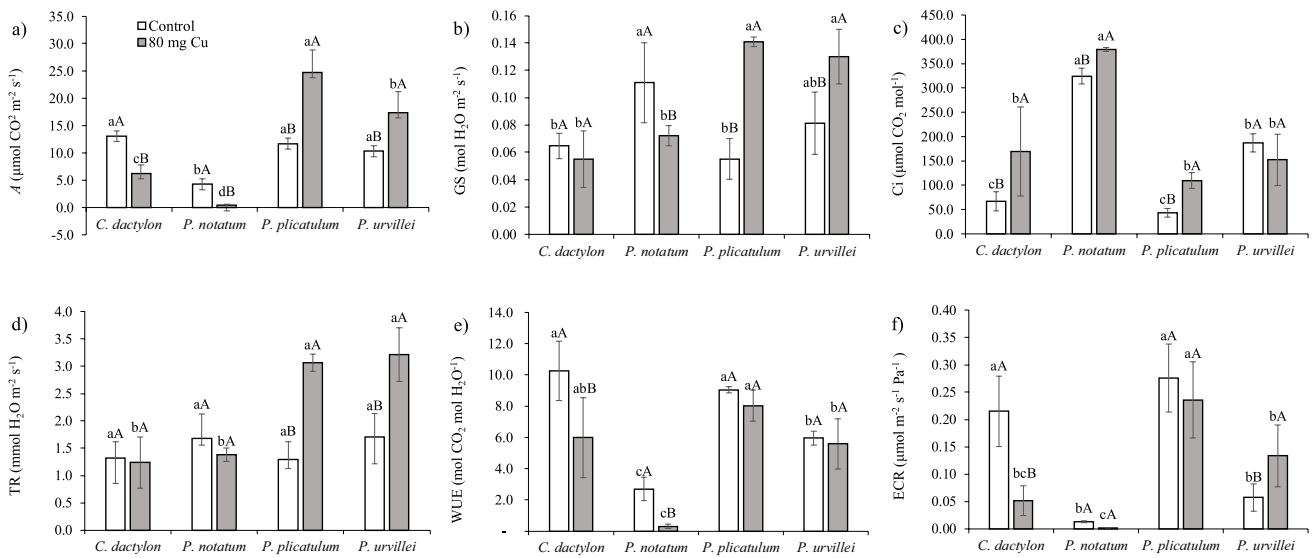 a)
Control
80 mg Cu
A (µmol CO² m⁻² s⁻¹)
35.0
30.0
25.0
20.0
15.0
10.0
5.0
0.0
-5.0
aA
cB
bA
dB
aB
aA
aB
bA
C. dactylon P. notatum P. plicatulum P. urvillei
b)
GS (mol H₂O m⁻² s⁻¹)
0.16
0.14
0.12
0.10
0.08
0.06
0.04
0.02
0.00
bA
bA
aA
bB
bB
aA
abB
aA
C. dactylon P. notatum P. plicatulum P. urvillei
c)
Ci (µmol CO₂ mol⁻¹)
450.0
400.0
350.0
300.0
250.0
200.0
150.0
100.0
50.0
0.0
cB
bA
aB
aA
cB
bA
bA
bA
C. dactylon P. notatum P. plicatulum P. urvillei
d)
TR (mmol H₂O m⁻² s⁻¹)
4.0
3.5
3.0
2.5
2.0
1.5
1.0
0.5
0.0
aA
bA
aA
bA
aB
aA
aB
aA
C. dactylon P. notatum P. plicatulum P. urvillei
e)
WUE (mol CO₂ mol H₂O⁻¹)
14.0
12.0
10.0
8.0
6.0
4.0
2.0
-
aA
abB
cA
cB
aA
aA
bA
bA
C. dactylon P. notatum P. plicatulum P. urvillei
f)
ECR (µmol m⁻² s⁻¹ Pa⁻¹ )
0.40
0.35
0.30
0.25
0.20
0.15
0.10
0.05
0.00
aA
bcB
bA
cA
aA
aA
bB
bA
C. dactylon P. notatum P. plicatulum P. urvillei